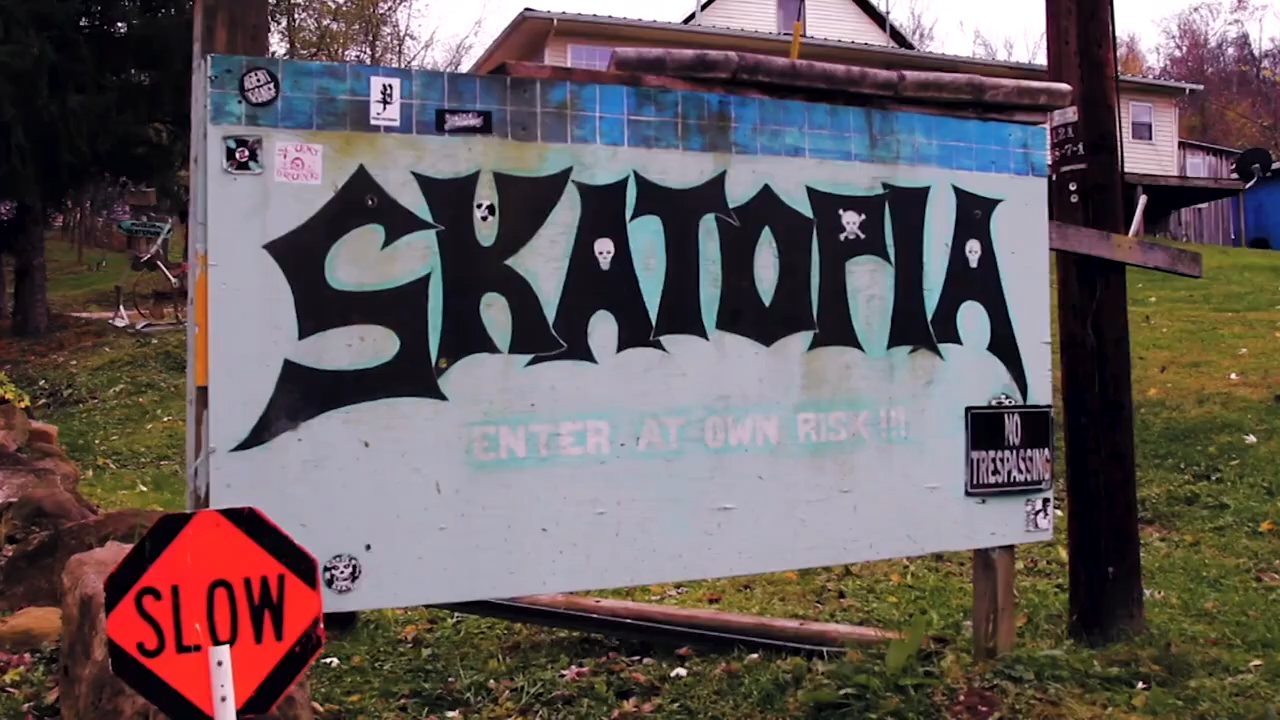 SKATOPIA
ENTER AT OWN RISK !!!
NO
TRESPASSING
SLOW